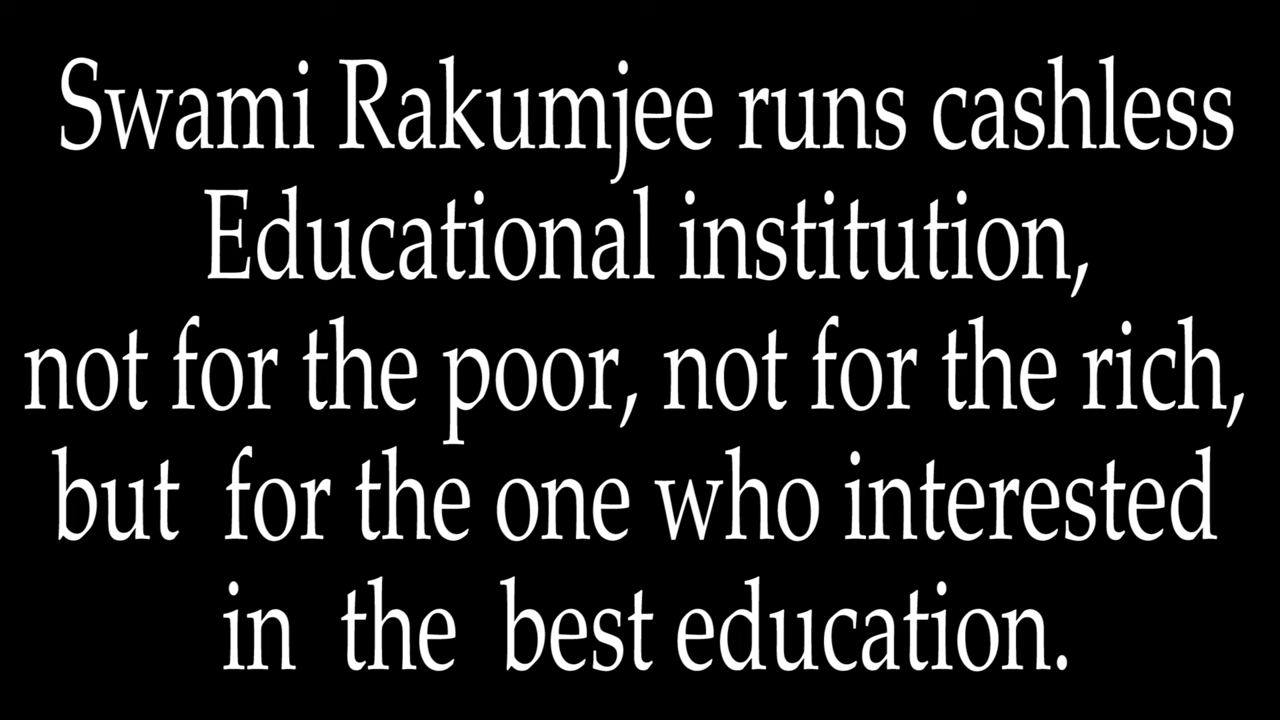 Swami Rakumjee runs cashless
Educational institution,
not for the poor, not for the rich,
but for the one who interested
in the best education.